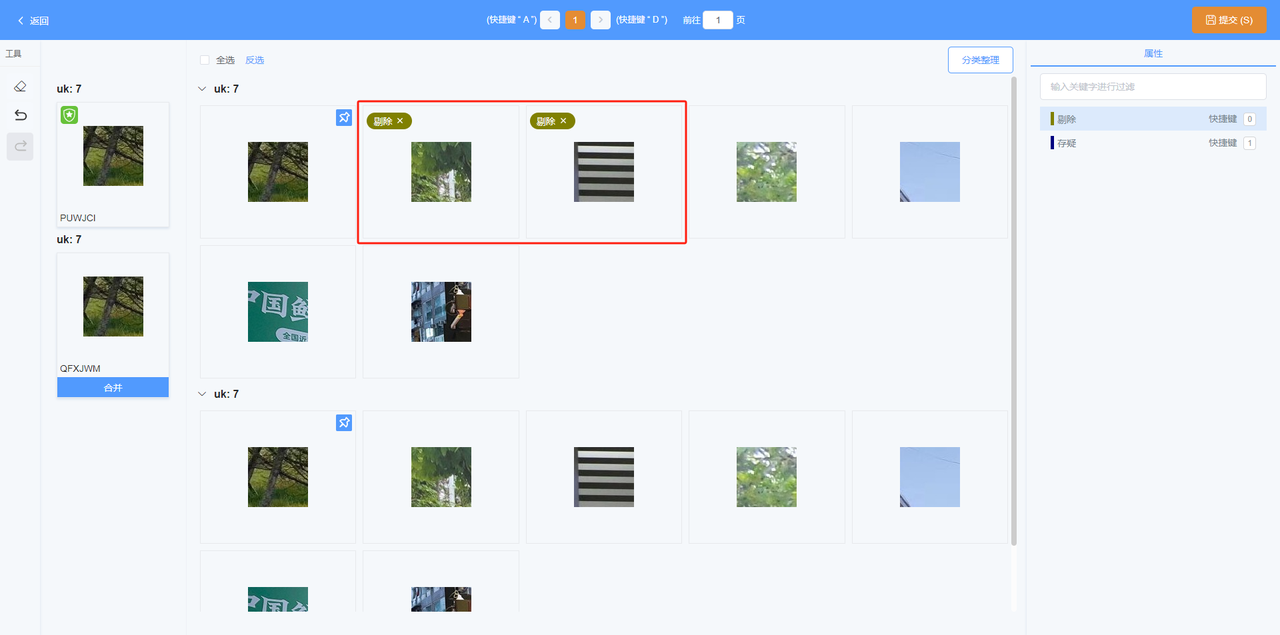 返回
(快捷键 " A ") 1 (快捷键 " D ") 前往 1 页
提交 (S)
工具
uk: 7
PUWJCI
uk: 7
QFXJWM
合并
全选 反选
分类整理
uk: 7
剔除 ×
剔除 ×
中国鲜
全国近
uk: 7
属性
输入关键字进行过滤
剔除 快捷键 0
存疑 快捷键 1